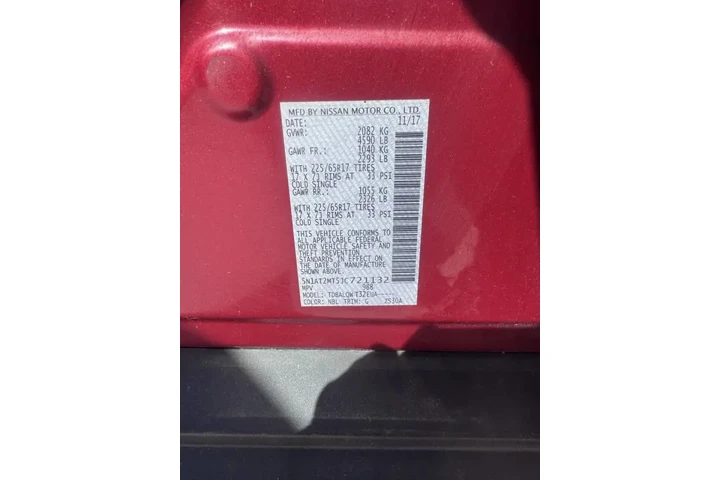 MFD BY NISSAN MOTOR CO., LTD.
DATE: 11/17
GVWR: 2082 KG
4590 LB
GAWR FR.: 1040 KG
2293 LB
WITH 225/65R17 TIRES
17 X 7J RIMS AT 33 PSI
COLD SINGLE
GAWR RR.: 1055 KG
2326 LB
WITH 225/65R17 TIRES
17 X 7J RIMS AT 33 PSI
COLD SINGLE
THIS VEHICLE CONFORMS TO
ALL APPLICABLE FEDERAL
MOTOR VEHICLE SAFETY AND
THEFT PREVENTION
STANDARDS IN EFFECT ON
THE DATE OF MANUFACTURE
SHOWN ABOVE.
5N1AT2MT5JC721132
MPV
MODEL:
COLOR: NBL TRIM: G